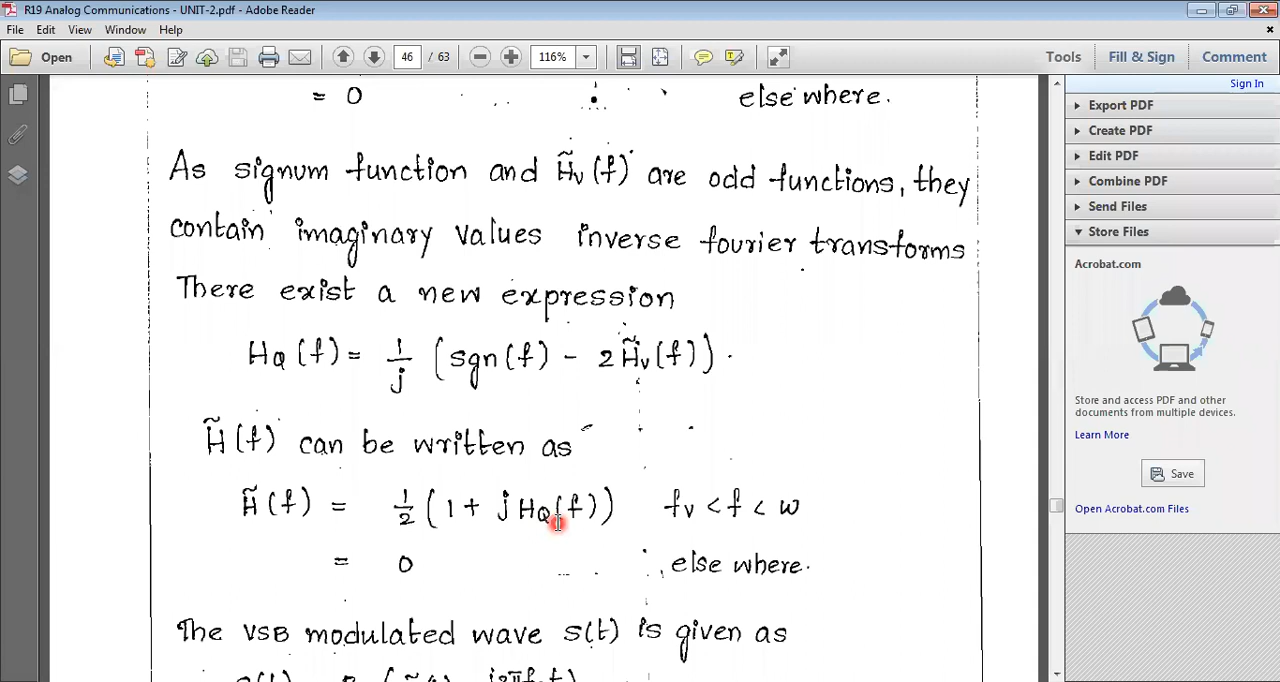 R19 Analog Communications - UNIT-2.pdf - Adobe Reader
File Edit View Window Help
Open 46 / 63 116% Tools Fill & Sign Comment
Sign In
Export PDF
Create PDF
Edit PDF
Combine PDF
Send Files
Store Files
Acrobat.com
Store and access PDF and other
documents from multiple devices.
Learn More
Save
Open Acrobat.com Files
= 0 else where.
As signum function and H̃v(f) are odd functions, they
contain imaginary values inverse fourier transforms
There exist a new expression
HQ(f) = 1/j (sgn(f) - 2H̃v(f)).
H̃(f) can be written as
H̃(f) = 1/2 (1 + jHQ(f)) fv < f < w
= 0 , else where.
The VSB modulated wave s(t) is given as